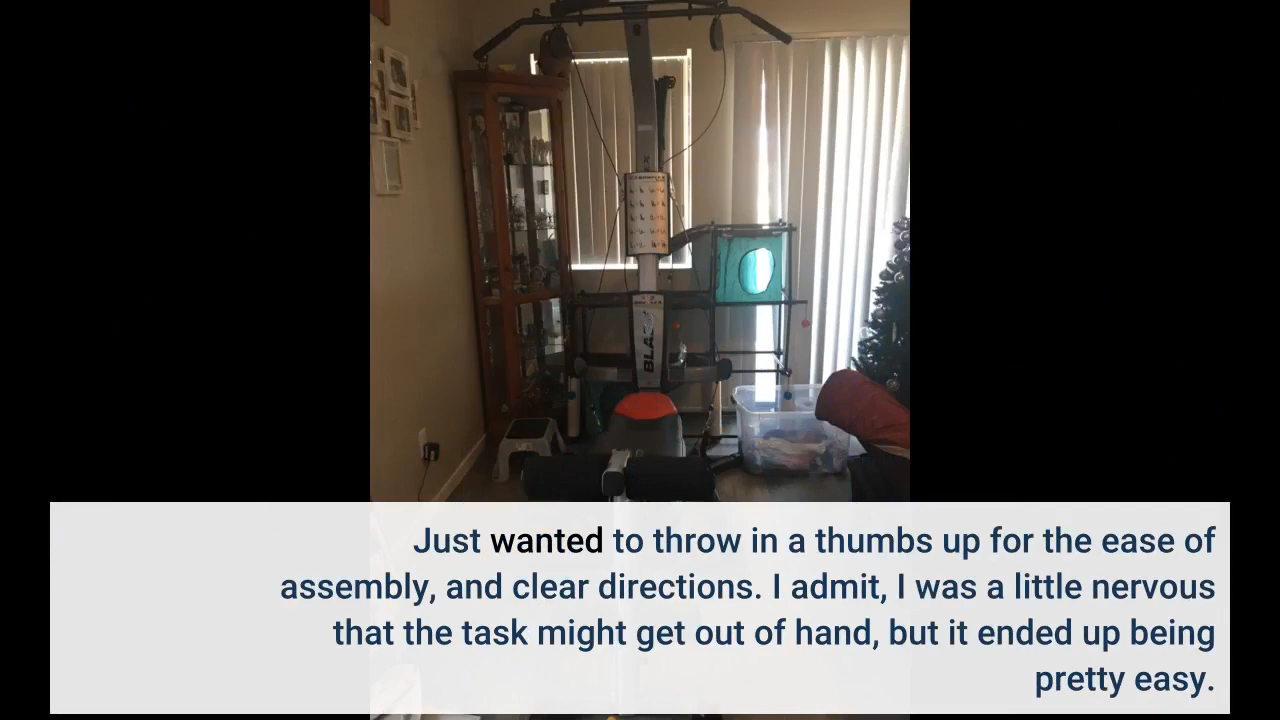 BLA
Just wanted to throw in a thumbs up for the ease of
assembly, and clear directions. I admit, I was a little nervous
that the task might get out of hand, but it ended up being
pretty easy.